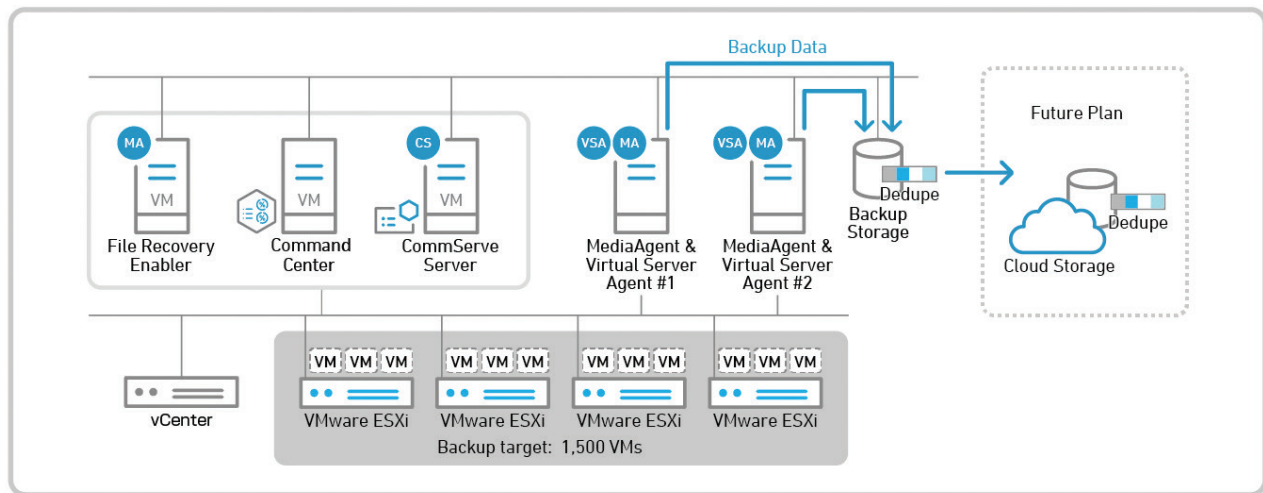 Backup Data
Future Plan
MA
VM
File Recovery
Enabler
VM
Command
Center
CS
VM
CommServe
Server
VSA MA
MediaAgent &
Virtual Server
Agent #1
VSA MA
MediaAgent &
Virtual Server
Agent #2
Dedupe
Backup
Storage
Dedupe
Cloud Storage
vCenter
VM VM VM
VMware ESXi
VM VM VM
VMware ESXi
VM VM VM
VMware ESXi
VM VM VM
VMware ESXi
Backup target: 1,500 VMs